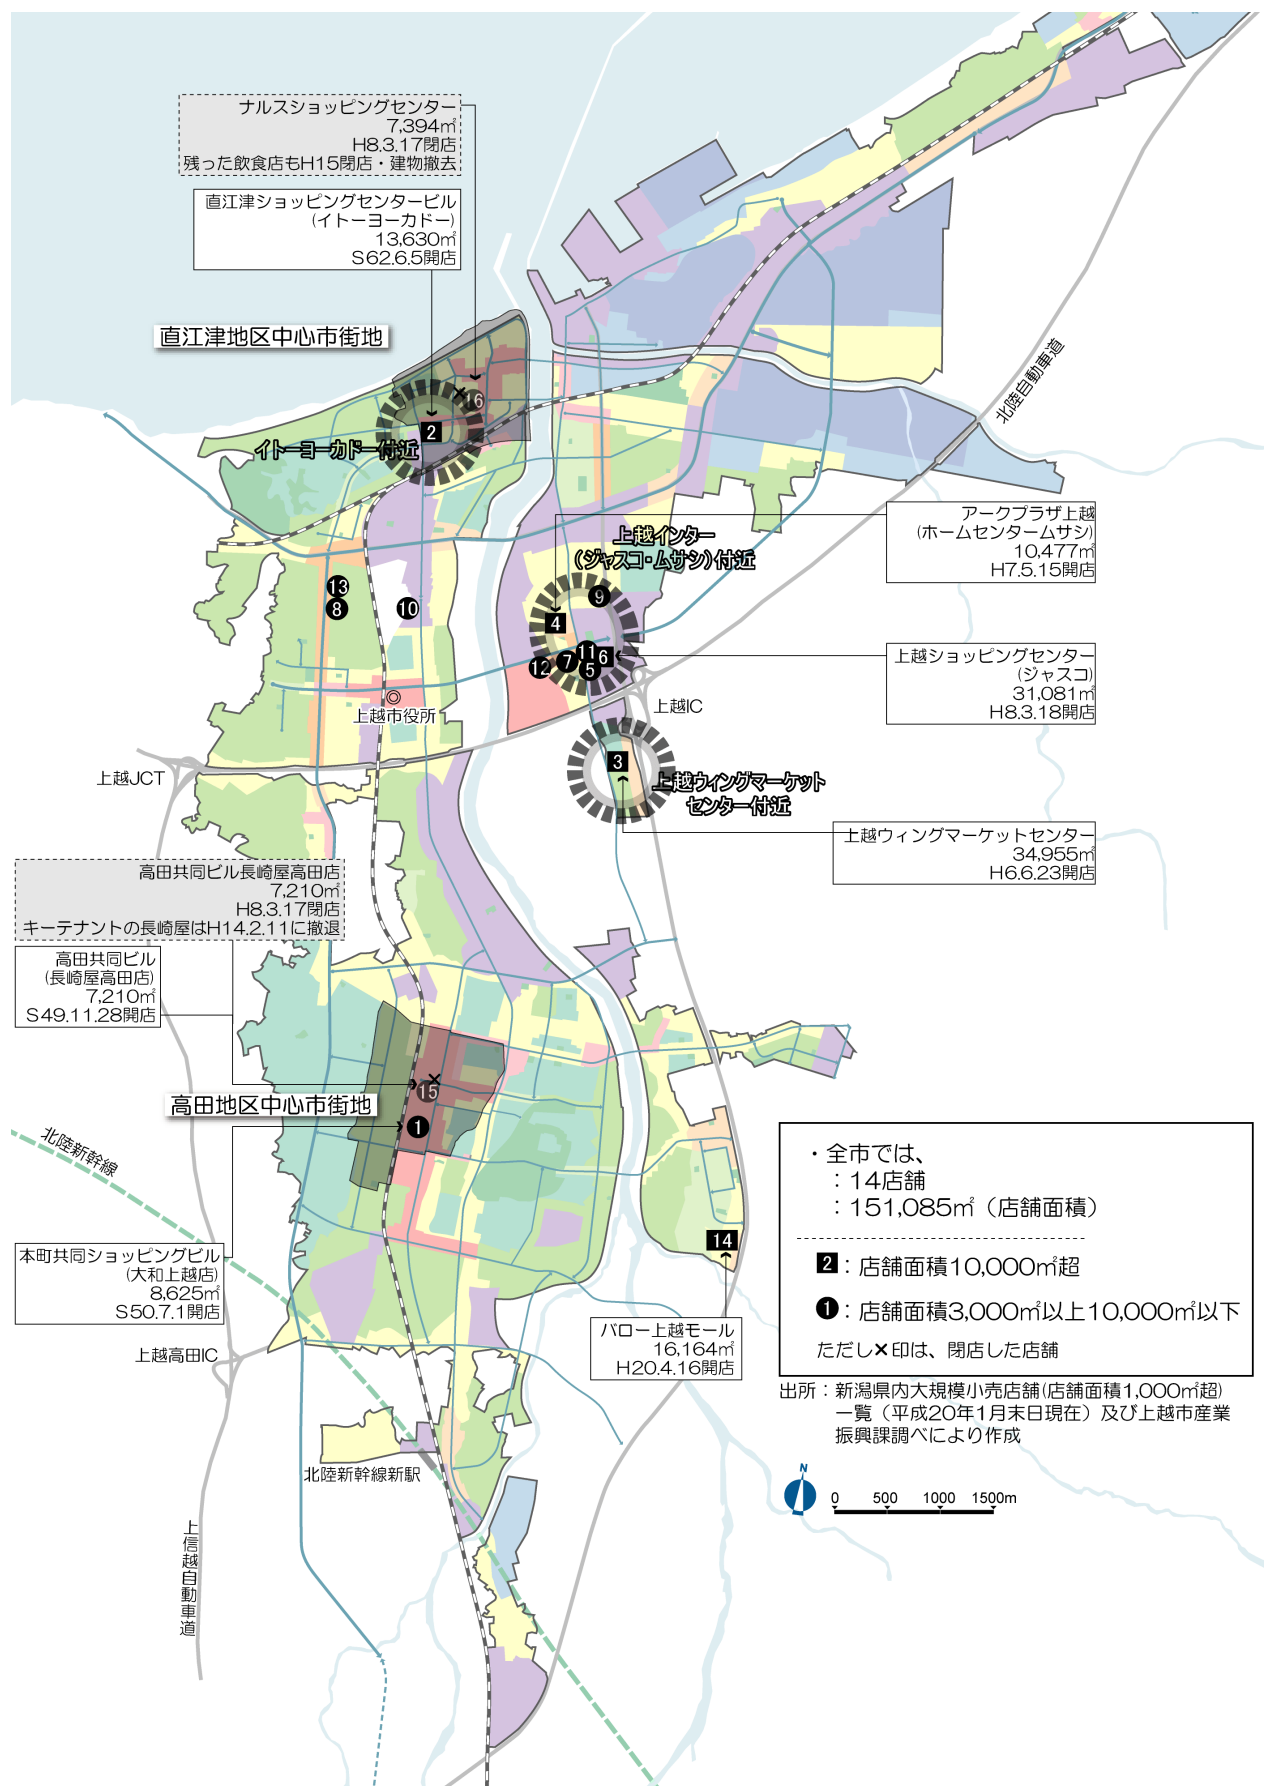 ナルスショッピングセンター
7,394㎡
H8.3.17閉店
残った飲食店もH15閉店・建物撤去
直江津ショッピングセンタービル
(イトーヨーカドー)
13,630㎡
S62.6.5開店
直江津地区中心市街地
16
2
イトーヨーカドー付近
北陸自動車道
アークプラザ上越
(ホームセンタームサシ)
10,477㎡
H7.5.15開店
上越インター
(ジャスコ・ムサシ)付近
13
8
10
9
4
11
6
7
12
5
上越ショッピングセンター
(ジャスコ)
31,081㎡
H8.3.18開店
上越市役所
上越IC
3
上越ウィングマーケット
センター付近
上越JCT
上越ウィングマーケットセンター
34,955㎡
H6.6.23開店
高田共同ビル長崎屋高田店
7,210㎡
H8.3.17閉店
キーテナントの長崎屋はH14.2.11に撤退
高田共同ビル
(長崎屋高田店)
7,210㎡
S49.11.28開店
15
高田地区中心市街地
1
北陸新幹線
本町共同ショッピングビル
(大和上越店)
8,625㎡
S50.7.1開店
14
バロー上越モール
16,164㎡
H20.4.16開店
上越高田IC
北陸新幹線新駅
上信越自動車道
・全市では、
：14店舗
：151,085㎡（店舗面積）
2：店舗面積10,000㎡超
1：店舗面積3,000㎡以上10,000㎡以下
ただし×印は、閉店した店舗
出所：新潟県内大規模小売店舗(店舗面積1,000㎡超)
一覧（平成20年1月末日現在）及び上越市産業
振興課調べにより作成
N
0 500 1000 1500m